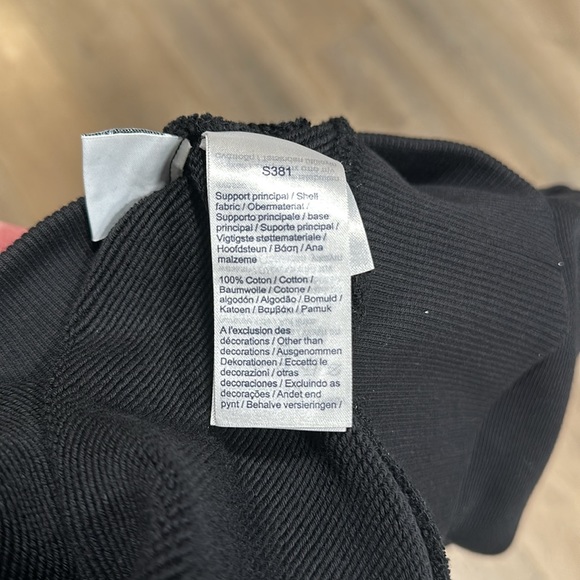 S381
Support principal / Shell
fabric / Obermaterial /
Supporto principale / base
principal / Suporte principal /
Vigtigste støttemateriale /
Hoofdsteun / Βάση / Ana
malzeme
100% Coton / Cotton /
Baumwolle / Cotone /
algodón / Algodão / Bomuld /
Katoen / Βαμβάκι / Pamuk
A l'exclusion des
décorations / Other than
decorations / Ausgenommen
Dekorationen / Eccetto le
decorazioni / otras
decoraciones / Excluindo as
decorações / Andet end
pynt / Behalve versieringen /